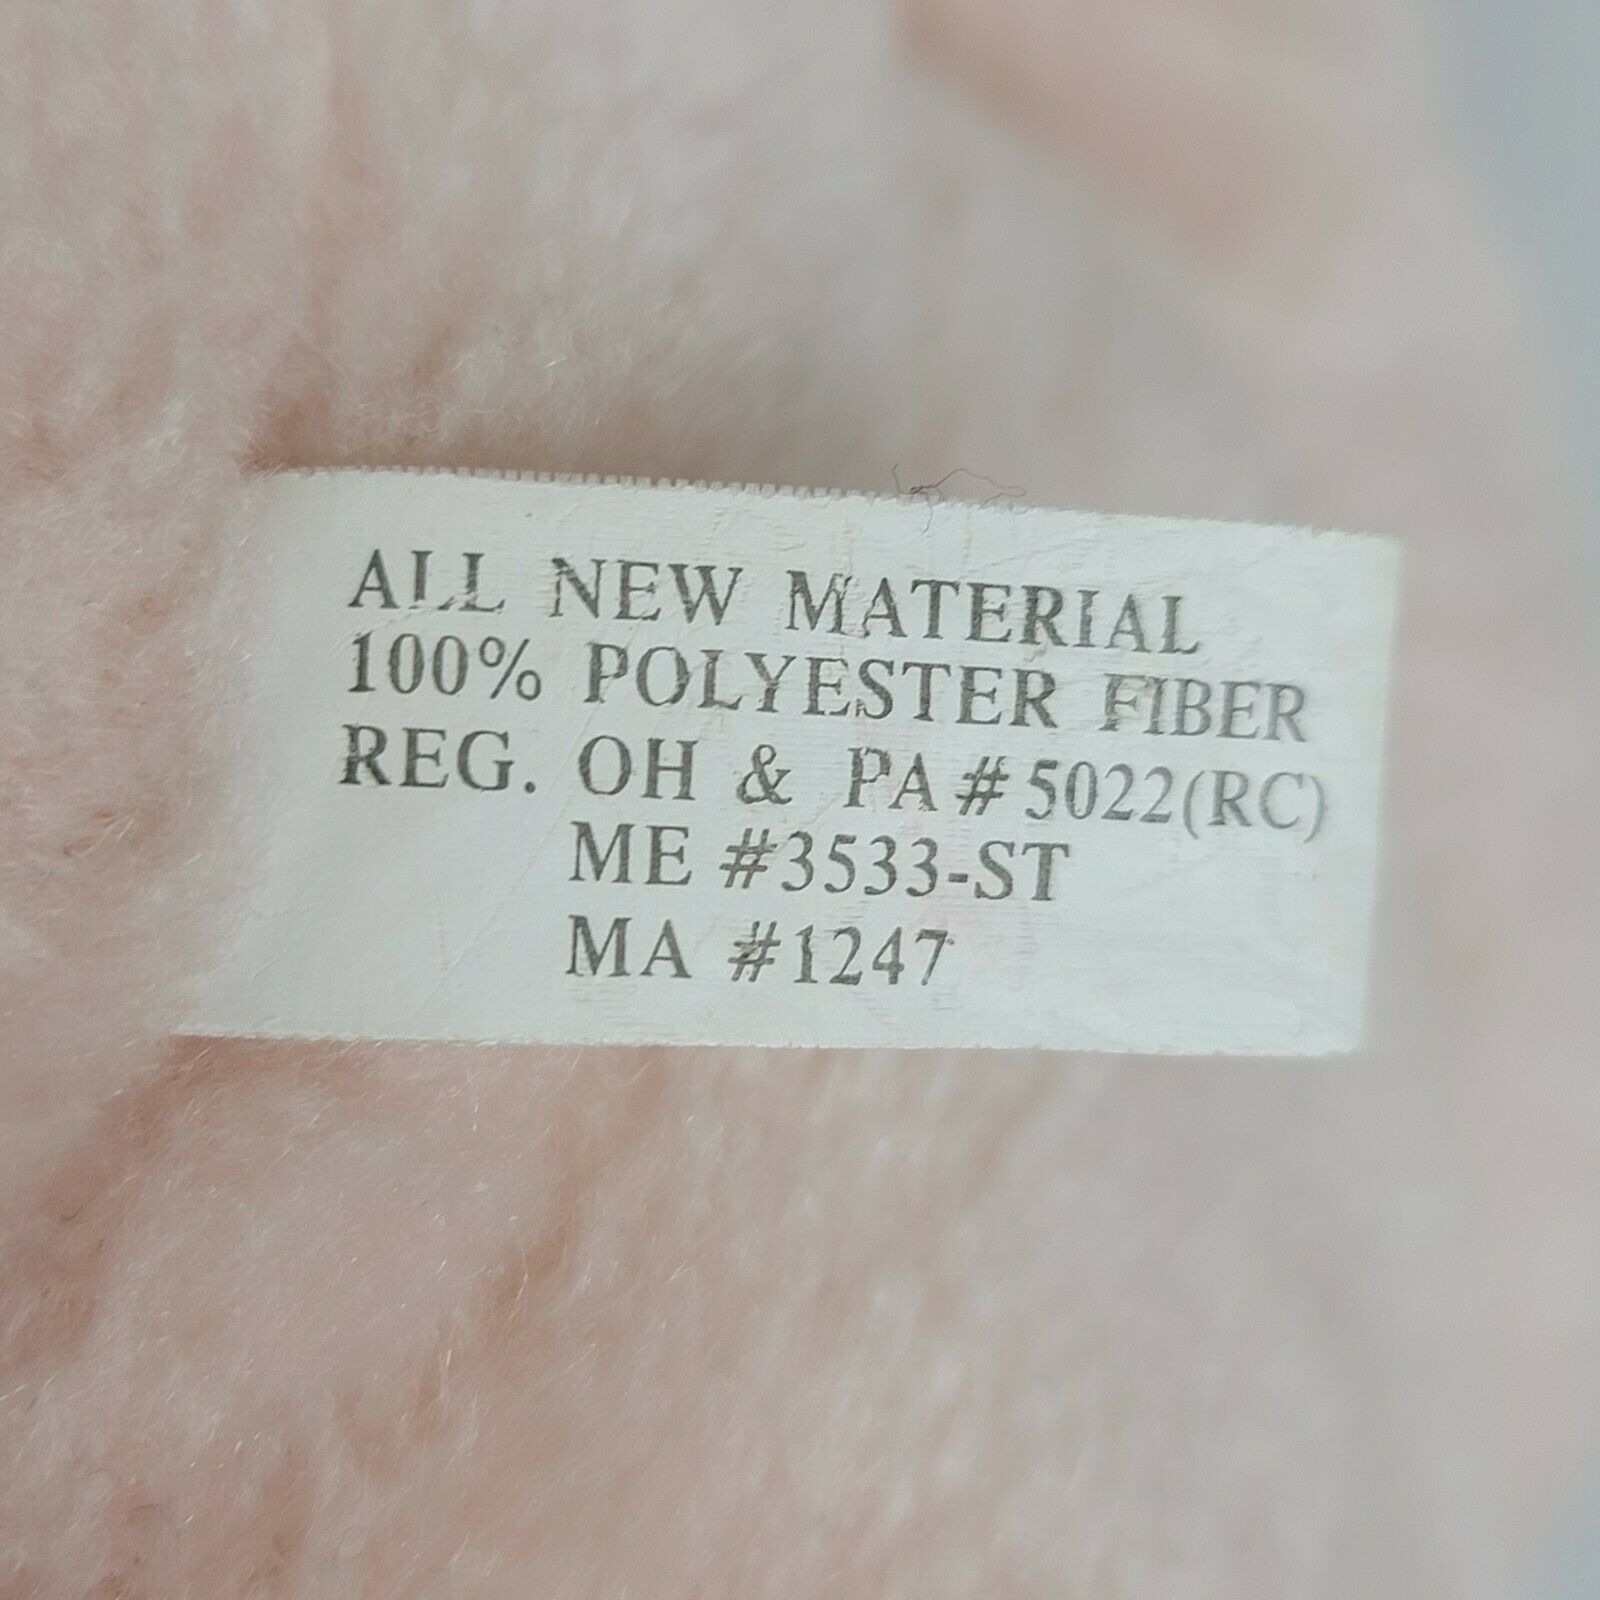 ALL NEW MATERIAL
100% POLYESTER FIBER
REG. OH & PA # 5022(RC)
ME #3533-ST
MA #1247